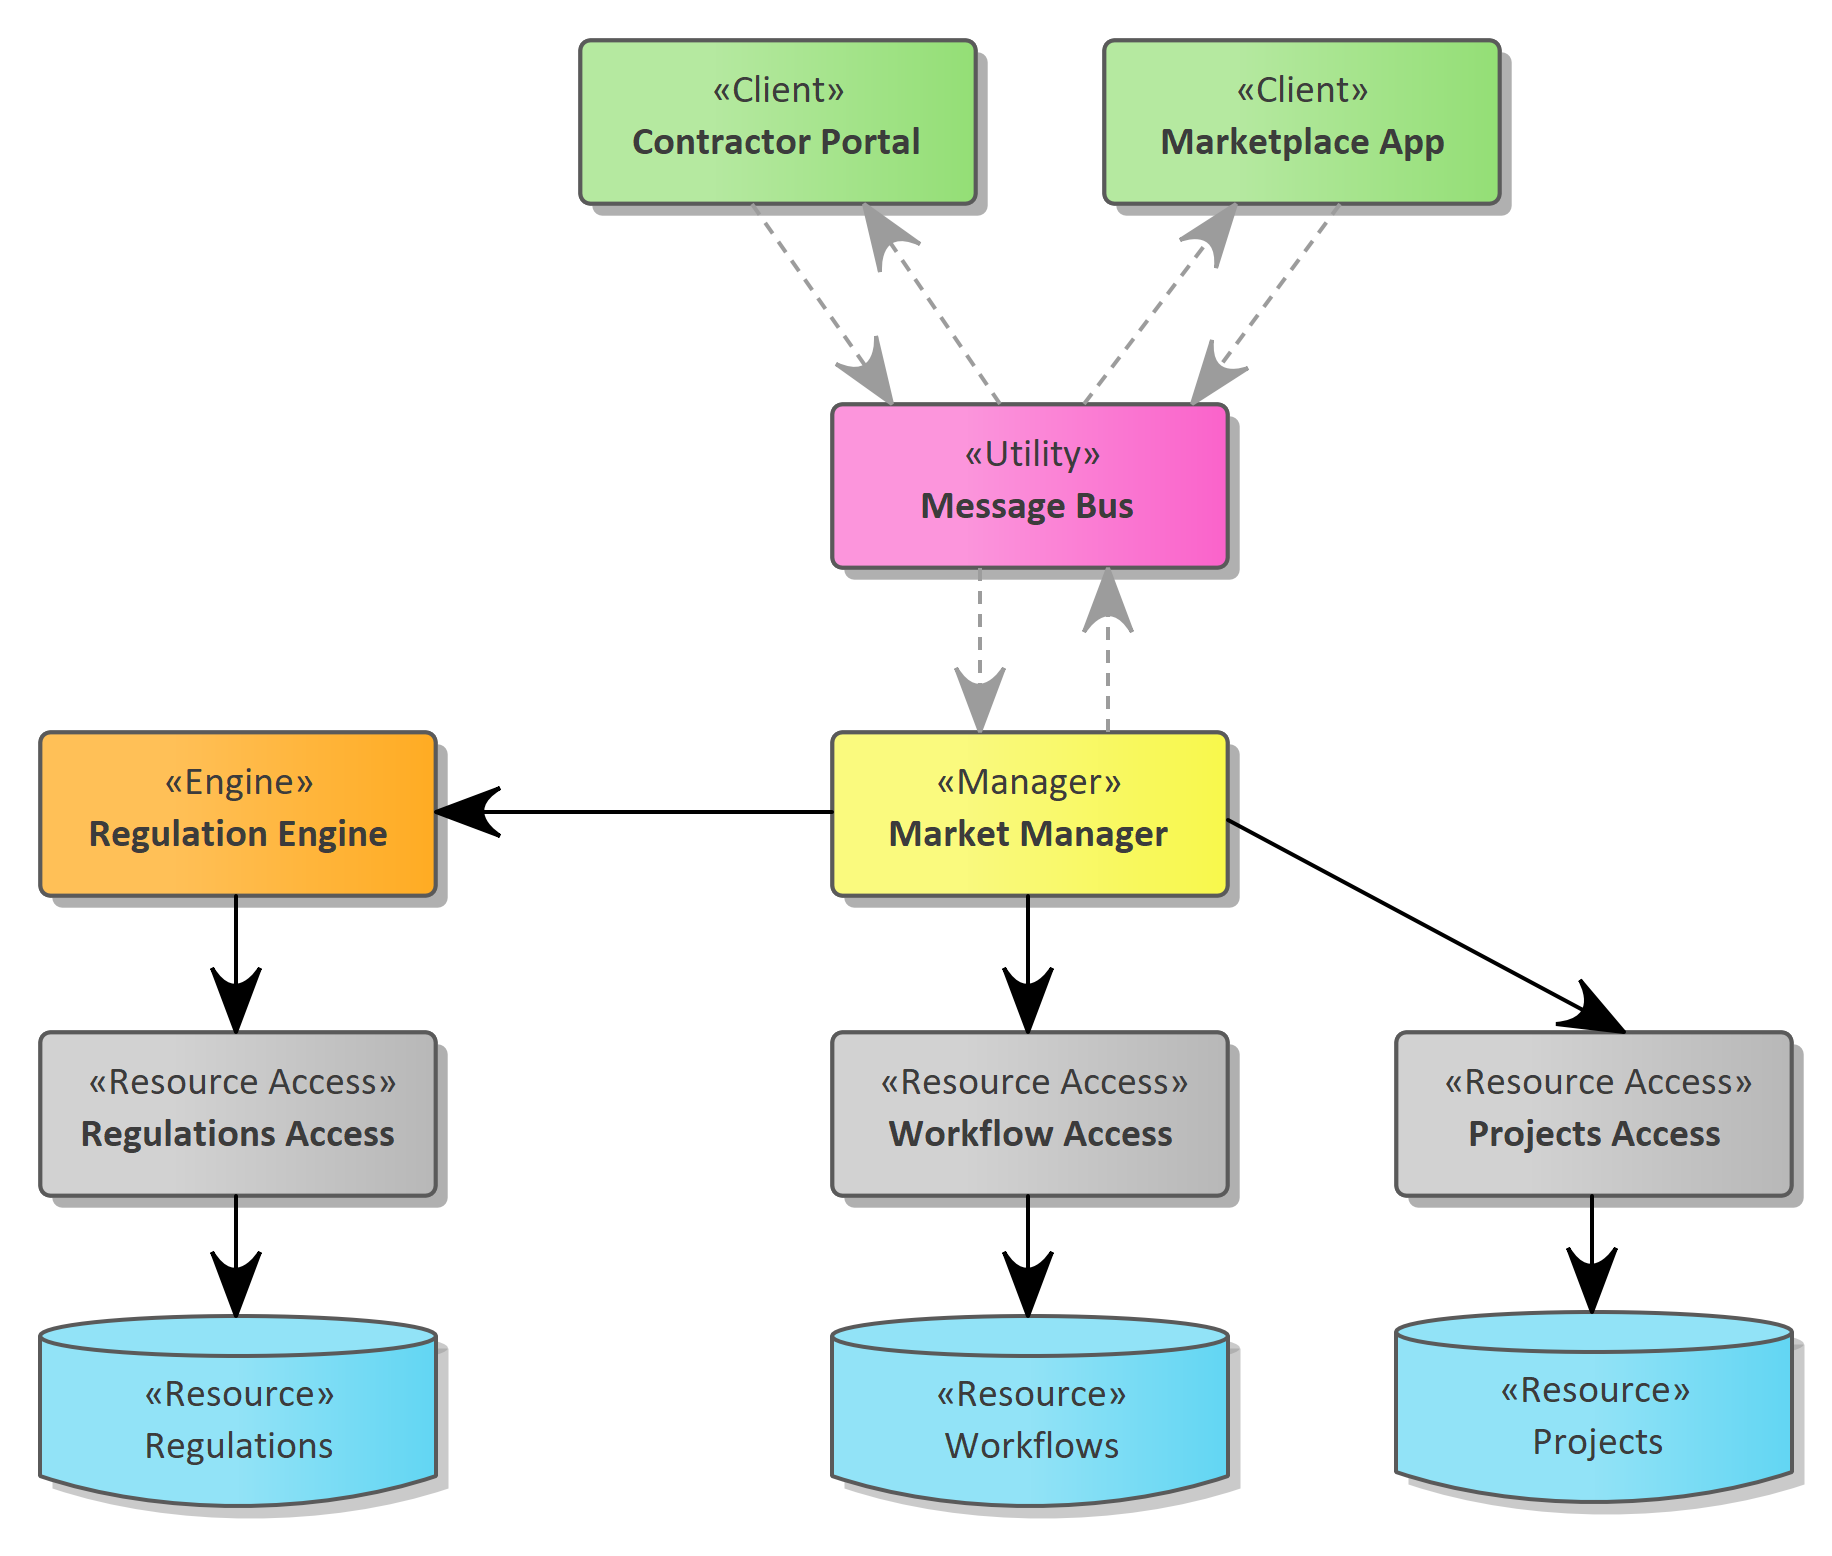 «Client»
Contractor Portal
«Client»
Marketplace App
«Utility»
Message Bus
«Engine»
Regulation Engine
«Manager»
Market Manager
«Resource Access»
Regulations Access
«Resource Access»
Workflow Access
«Resource Access»
Projects Access
«Resource»
Regulations
«Resource»
Workflows
«Resource»
Projects